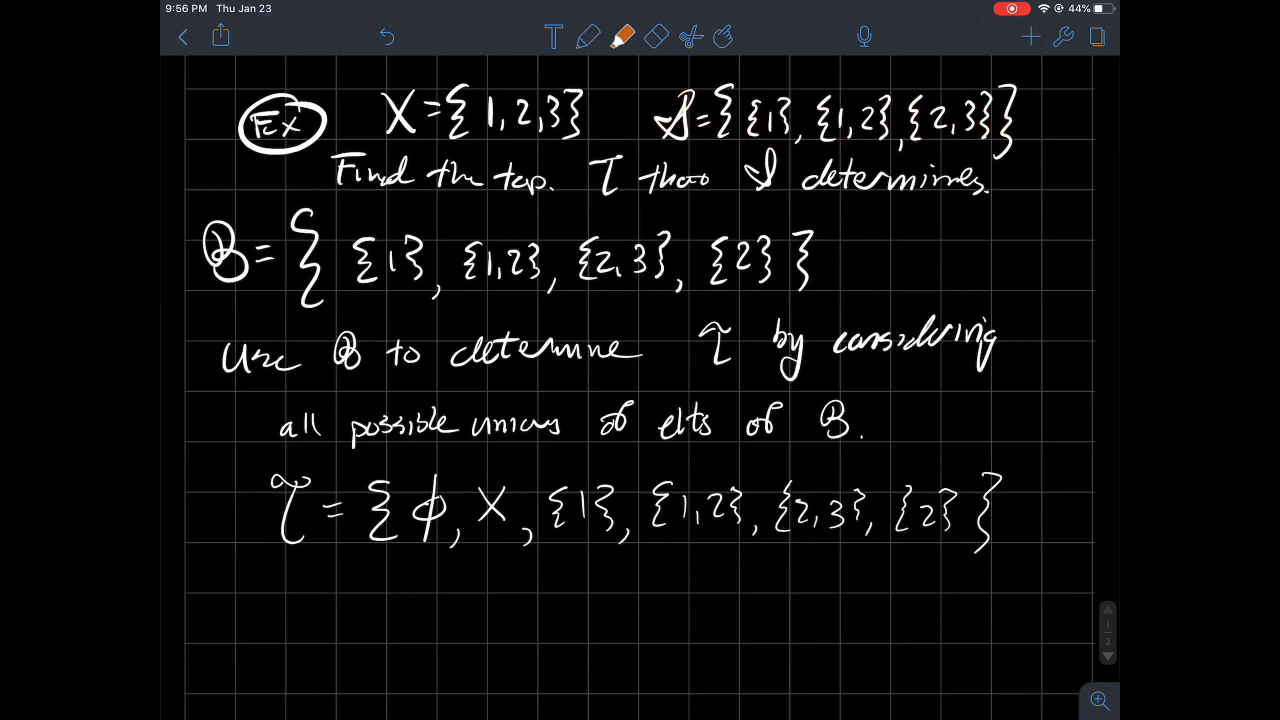 9:56 PM Thu Jan 23 44%
Ex X = { 1, 2, 3 } 𝒮 = { {1}, {1, 2}, {2, 3} }
Find the top. T that 𝒮 determines.
ℬ = { {1}, {1,2}, {2,3}, {2} }
Use ℬ to determine T by considering
all possible unions of elts of ℬ.
T = { ϕ, X, {1}, {1,2}, {2,3}, {2} }
1
2